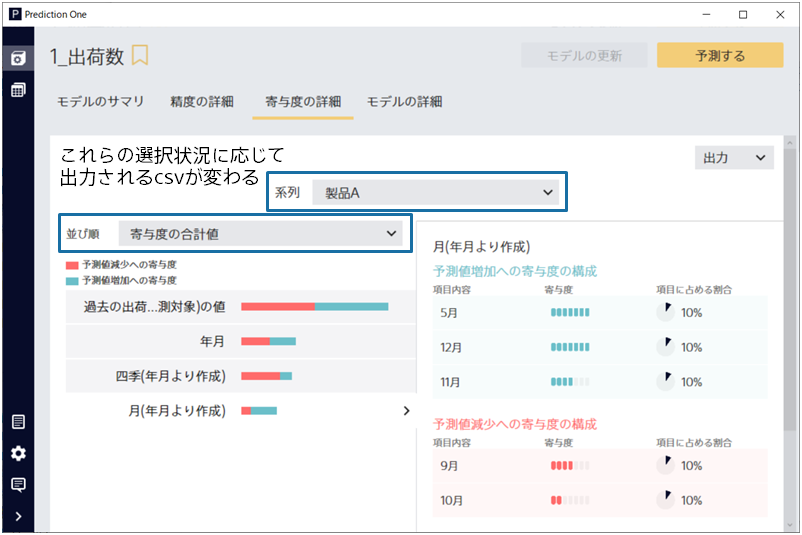 Prediction One
1_出荷数
モデルの更新
予測する
モデルのサマリ 精度の詳細 寄与度の詳細 モデルの詳細
これらの選択状況に応じて
出力されるcsvが変わる
出力
系列 製品A
並び順 寄与度の合計値
予測値減少への寄与度
予測値増加への寄与度
過去の出荷...測対象)の値
年月
四季(年月より作成)
月(年月より作成)
月(年月より作成)
予測値増加への寄与度の構成
項目内容 寄与度 項目に占める割合
5月 10%
12月 10%
11月 10%
予測値減少への寄与度の構成
項目内容 寄与度 項目に占める割合
9月 10%
10月 10%